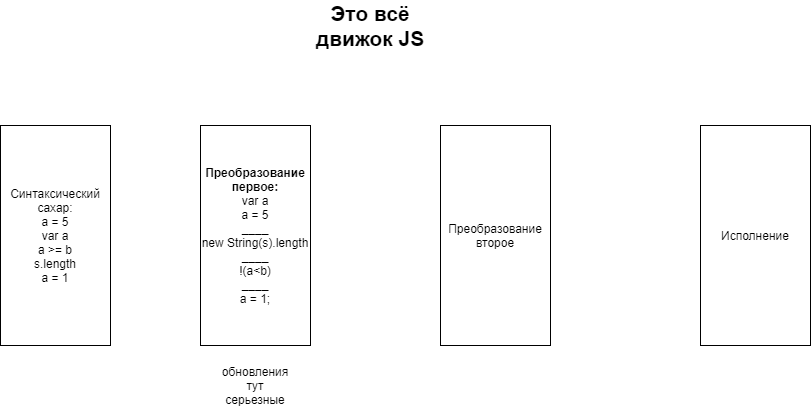 Это всё
движок JS
Синтаксический
сахар:
a = 5
var a
a >= b
s.length
a = 1
Преобразование
первое:
var a
a = 5
____
new String(s).length
____
!(a<b)
____
a = 1;
обновления
тут
серьезные
Преобразование
второе
Исполнение